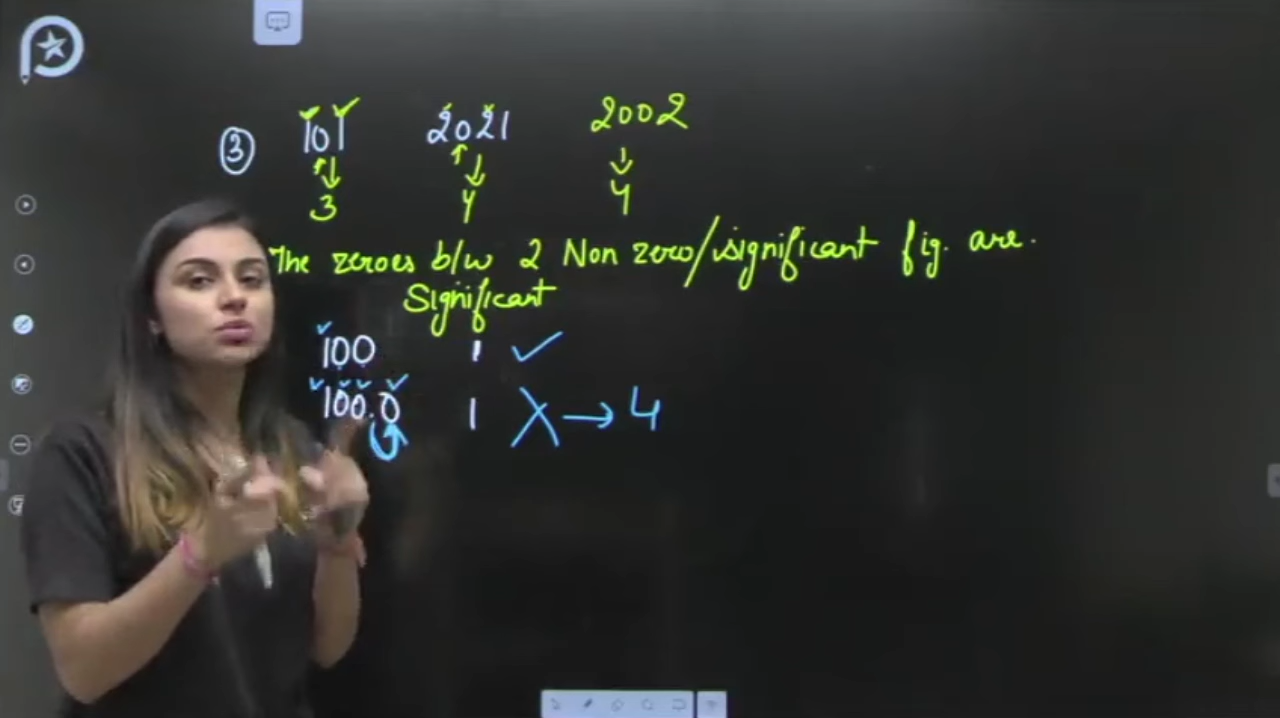 ③ 101 2021 2002
3 4 4
The zeroes b/w 2 Non zero/significant fig. are.
Significant
100 1 ✓
100.0 1 X → 4